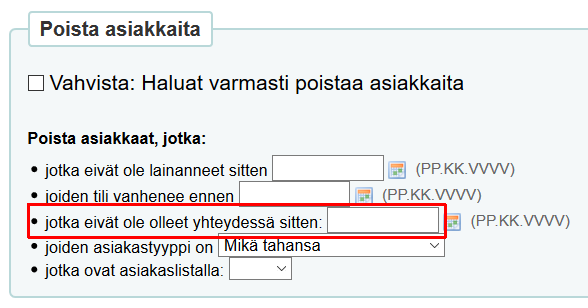 Poista asiakkaita
Vahvista: Haluat varmasti poistaa asiakkaita
Poista asiakkaat, jotka:
• jotka eivät ole lainanneet sitten (PP.KK.VVVV)
• joiden tili vanhenee ennen (PP.KK.VVVV)
• jotka eivät ole olleet yhteydessä sitten: (PP.KK.VVVV)
• joiden asiakastyyppi on Mikä tahansa
• jotka ovat asiakaslistalla: